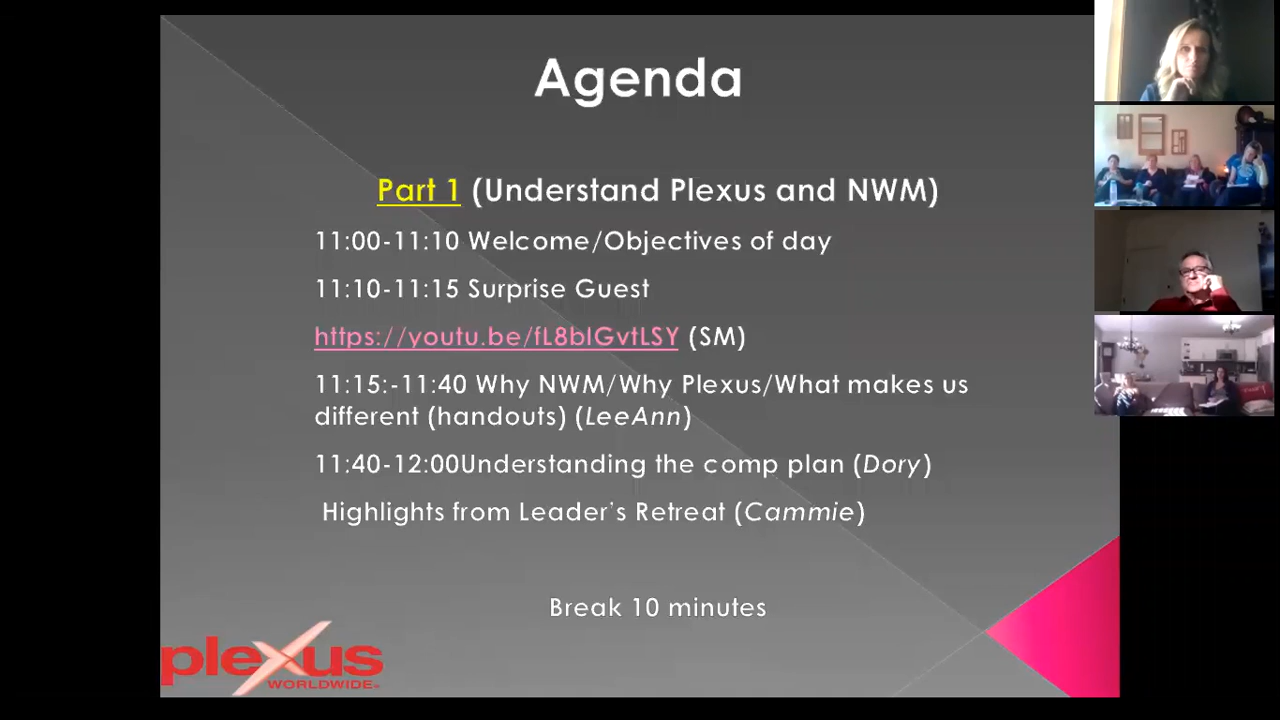 Agenda
Part 1 (Understand Plexus and NWM)
11:00-11:10 Welcome/Objectives of day
11:10-11:15 Surprise Guest
https://youtu.be/fL8bIGvtLSY (SM)
11:15:-11:40 Why NWM/Why Plexus/What makes us
different (handouts) (LeeAnn)
11:40-12:00Understanding the comp plan (Dory)
Highlights from Leader's Retreat (Cammie)
Break 10 minutes
plexus
WORLDWIDE